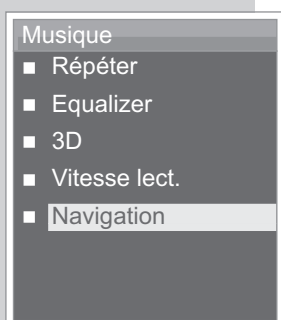 Musique
Répéter
Equalizer
3D
Vitesse lect.
Navigation